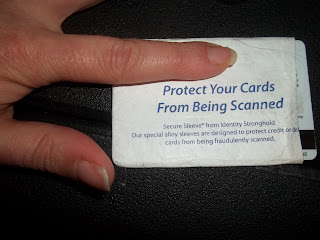 Protect Your Cards
From Being Scanned
Secure Sleeve® from Identity Stronghold.
Our special alloy sleeves are designed to protect credit or
cards from being fraudulently scanned.